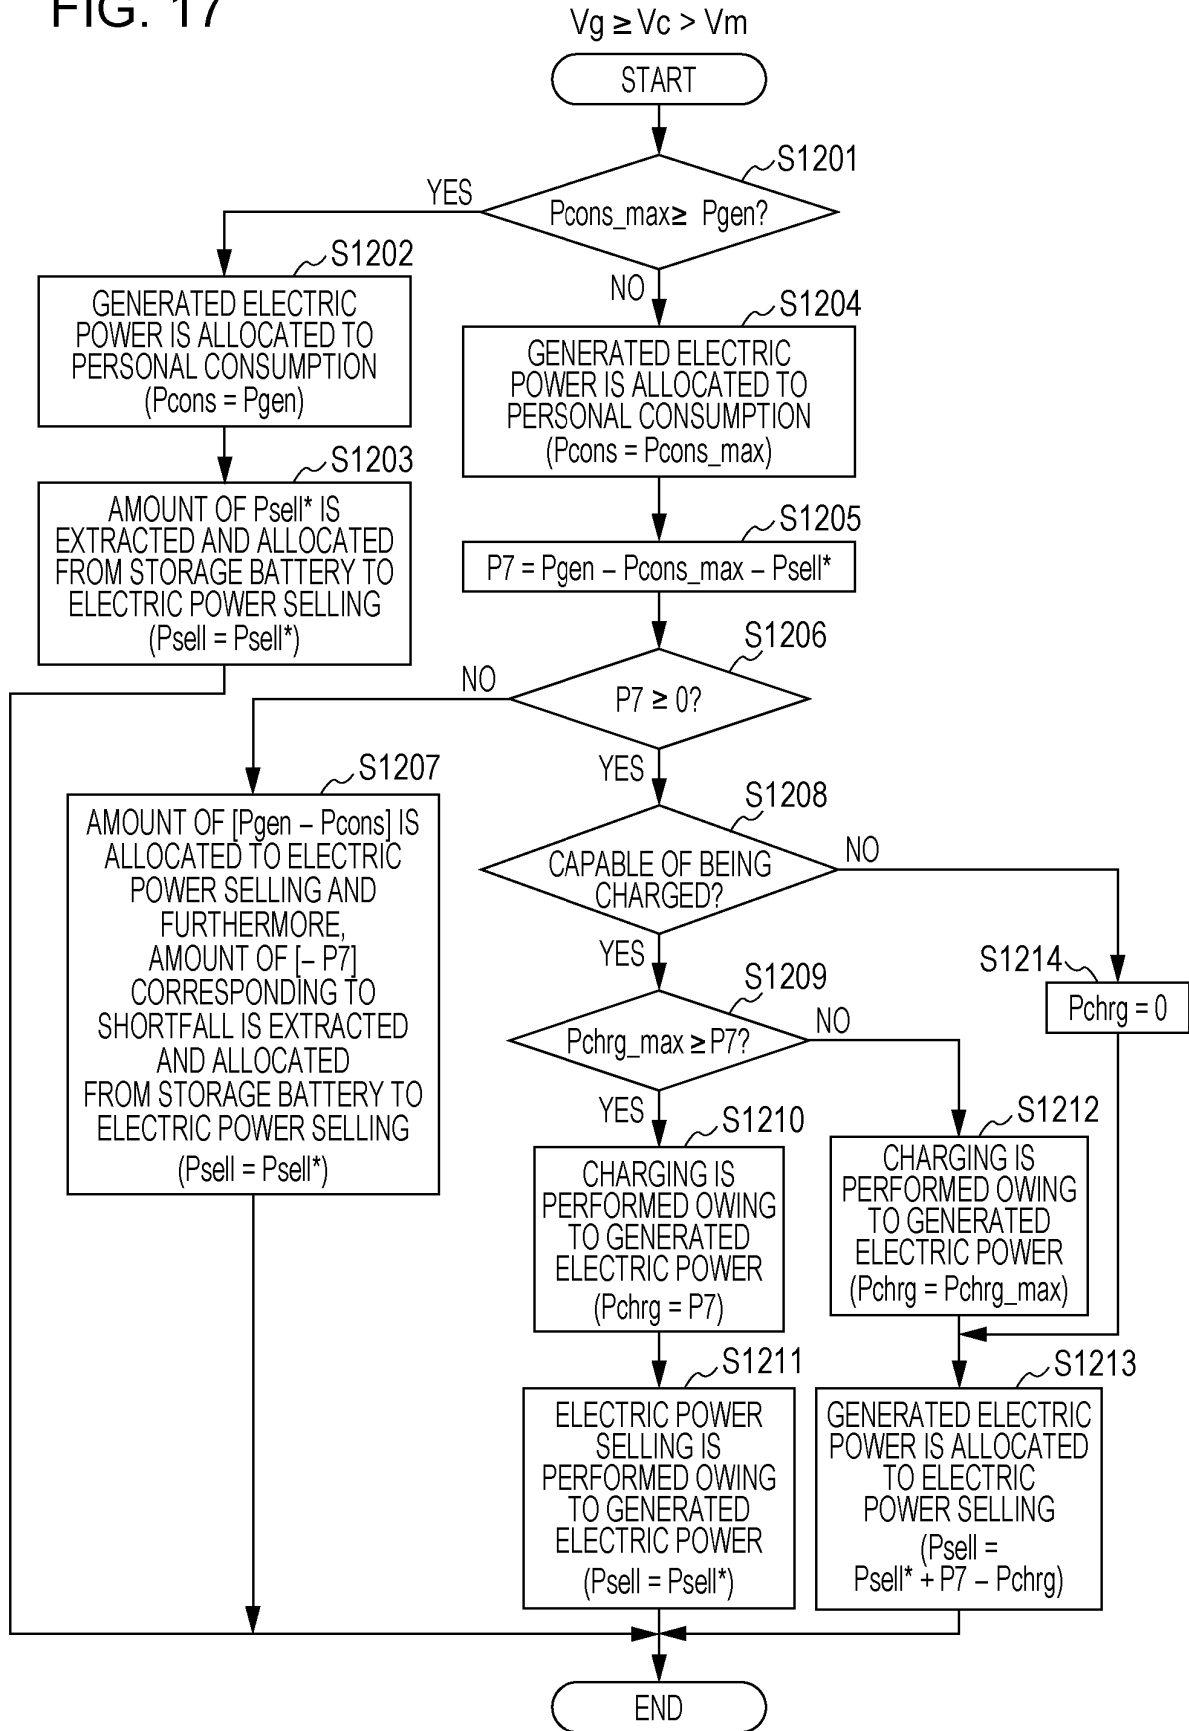 FIG. 17
Vg ≥ Vc > Vm
START
S1201
Pcons_max ≥ Pgen?
YES
NO
S1202
GENERATED ELECTRIC
POWER IS ALLOCATED TO
PERSONAL CONSUMPTION
(Pcons = Pgen)
S1203
AMOUNT OF Psell* IS
EXTRACTED AND ALLOCATED
FROM STORAGE BATTERY TO
ELECTRIC POWER SELLING
(Psell = Psell*)
S1204
GENERATED ELECTRIC
POWER IS ALLOCATED TO
PERSONAL CONSUMPTION
(Pcons = Pcons_max)
S1205
P7 = Pgen – Pcons_max – Psell*
S1206
P7 ≥ 0?
NO
YES
S1207
AMOUNT OF [Pgen – Pcons] IS
ALLOCATED TO ELECTRIC
POWER SELLING AND
FURTHERMORE,
AMOUNT OF [– P7]
CORRESPONDING TO
SHORTFALL IS EXTRACTED
AND ALLOCATED
FROM STORAGE BATTERY TO
ELECTRIC POWER SELLING
(Psell = Psell*)
S1208
CAPABLE OF BEING
CHARGED?
NO
YES
S1214
Pchrg = 0
S1209
Pchrg_max ≥ P7?
NO
YES
S1210
CHARGING IS
PERFORMED OWING
TO GENERATED
ELECTRIC POWER
(Pchrg = P7)
S1212
CHARGING IS
PERFORMED OWING
TO GENERATED
ELECTRIC POWER
(Pchrg = Pchrg_max)
S1211
ELECTRIC POWER
SELLING IS
PERFORMED OWING
TO GENERATED
ELECTRIC POWER
(Psell = Psell*)
S1213
GENERATED ELECTRIC
POWER IS ALLOCATED
TO ELECTRIC
POWER SELLING
(Psell =
Psell* + P7 – Pchrg)
END